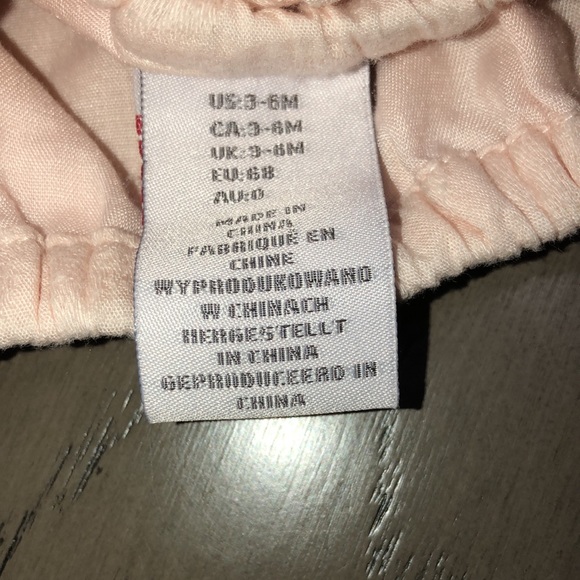 US:3-6M
CA:3-6M
UK:3-6M
EU:68
AU:0
MADE IN
CHINA
FABRIQUÉ EN
CHINE
WYPRODUKOWANO
W CHINACH
HERGESTELLT
IN CHINA
GEPRODUCEERD IN
CHINA